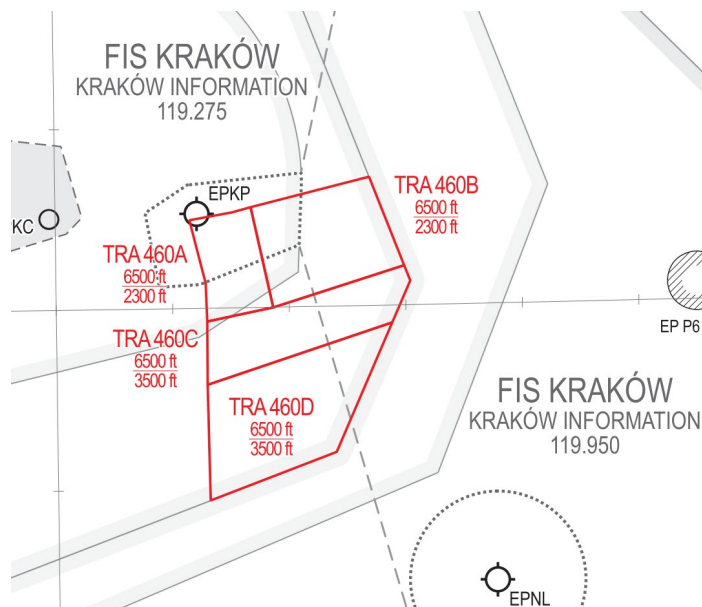 FIS KRAKÓW
KRAKÓW INFORMATION
119.275
EPKP
TRA 460B
6500 ft
2300 ft
KC
TRA 460A
6500 ft
2300 ft
EP P6
TRA 460C
6500 ft
3500 ft
TRA 460D
6500 ft
3500 ft
FIS KRAKÓW
KRAKÓW INFORMATION
119.950
EPNL